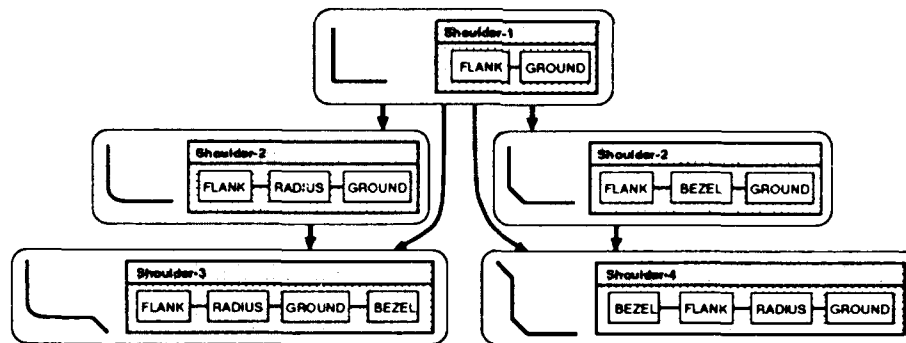 Shoulder-1
FLANK GROUND
Shoulder-2
FLANK RADIUS GROUND
Shoulder-2
FLANK BEZEL GROUND
Shoulder-3
FLANK RADIUS GROUND BEZEL
Shoulder-4
BEZEL FLANK RADIUS GROUND